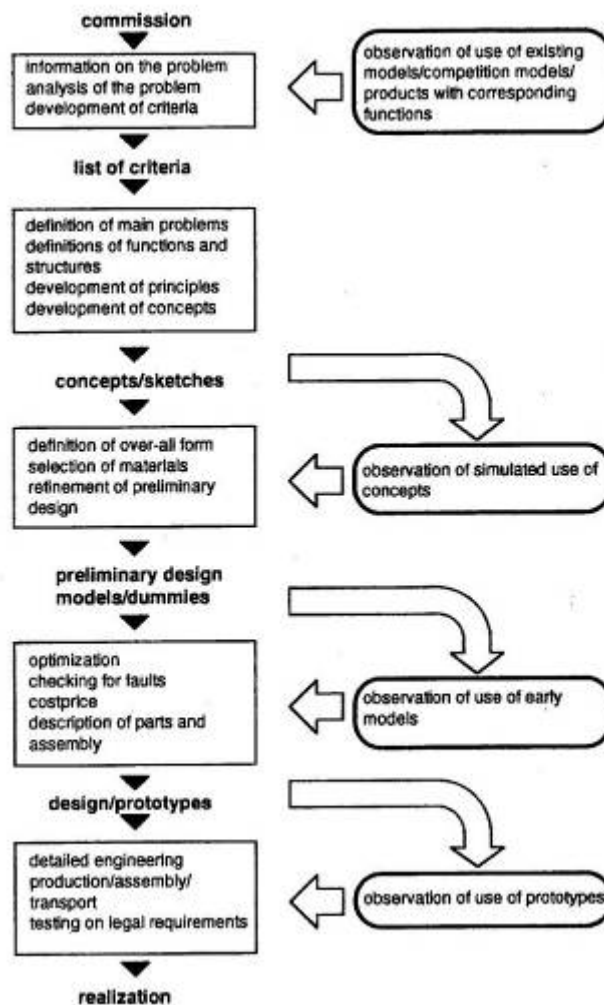 commission
information on the problem
analysis of the problem
development of criteria
observation of use of existing
models/competition models/
products with corresponding
functions
list of criteria
definition of main problems
definitions of functions and
structures
development of principles
development of concepts
concepts/sketches
definition of over-all form
selection of materials
refinement of preliminary
design
observation of simulated use of
concepts
preliminary design
models/dummies
optimization
checking for faults
costprice
description of parts and
assembly
observation of use of early
models
design/prototypes
detailed engineering
production/assembly/
transport
testing on legal requirements
observation of use of prototypes
realization